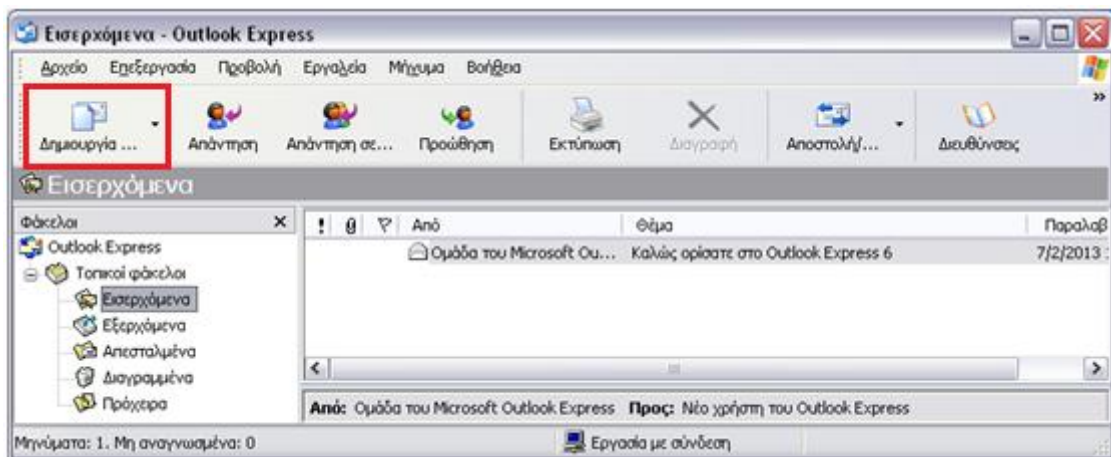 Εισερχόμενα - Outlook Express
Αρχείο Επεξεργασία Προβολή Εργαλεία Μήνυμα Βοήθεια
Δημιουργία ... Απάντηση Απάντηση σε... Προώθηση Εκτύπωση Διαγραφή Αποστολή/... Διευθύνσεις
Εισερχόμενα
Φάκελοι
Outlook Express
Τοπικοί φάκελοι
Εισερχόμενα
Εξερχόμενα
Απεσταλμένα
Διαγραμμένα
Πρόχειρα
! Από Θέμα Παραλαβ
Ομάδα του Microsoft Ou... Καλώς ορίσατε στο Outlook Express 6 7/2/2013 :
Από: Ομάδα του Microsoft Outlook Express Προς: Νέο χρήστη του Outlook Express
Μηνύματα: 1. Μη αναγνωσμένα: 0 Εργασία με σύνδεση